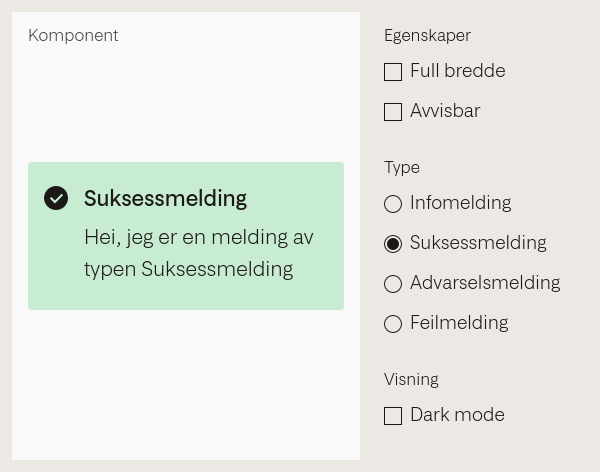 Komponent
Suksessmelding
Hei, jeg er en melding av
typen Suksessmelding
Egenskaper
Full bredde
Avvisbar
Type
Infomelding
Suksessmelding
Advarselsmelding
Feilmelding
Visning
Dark mode